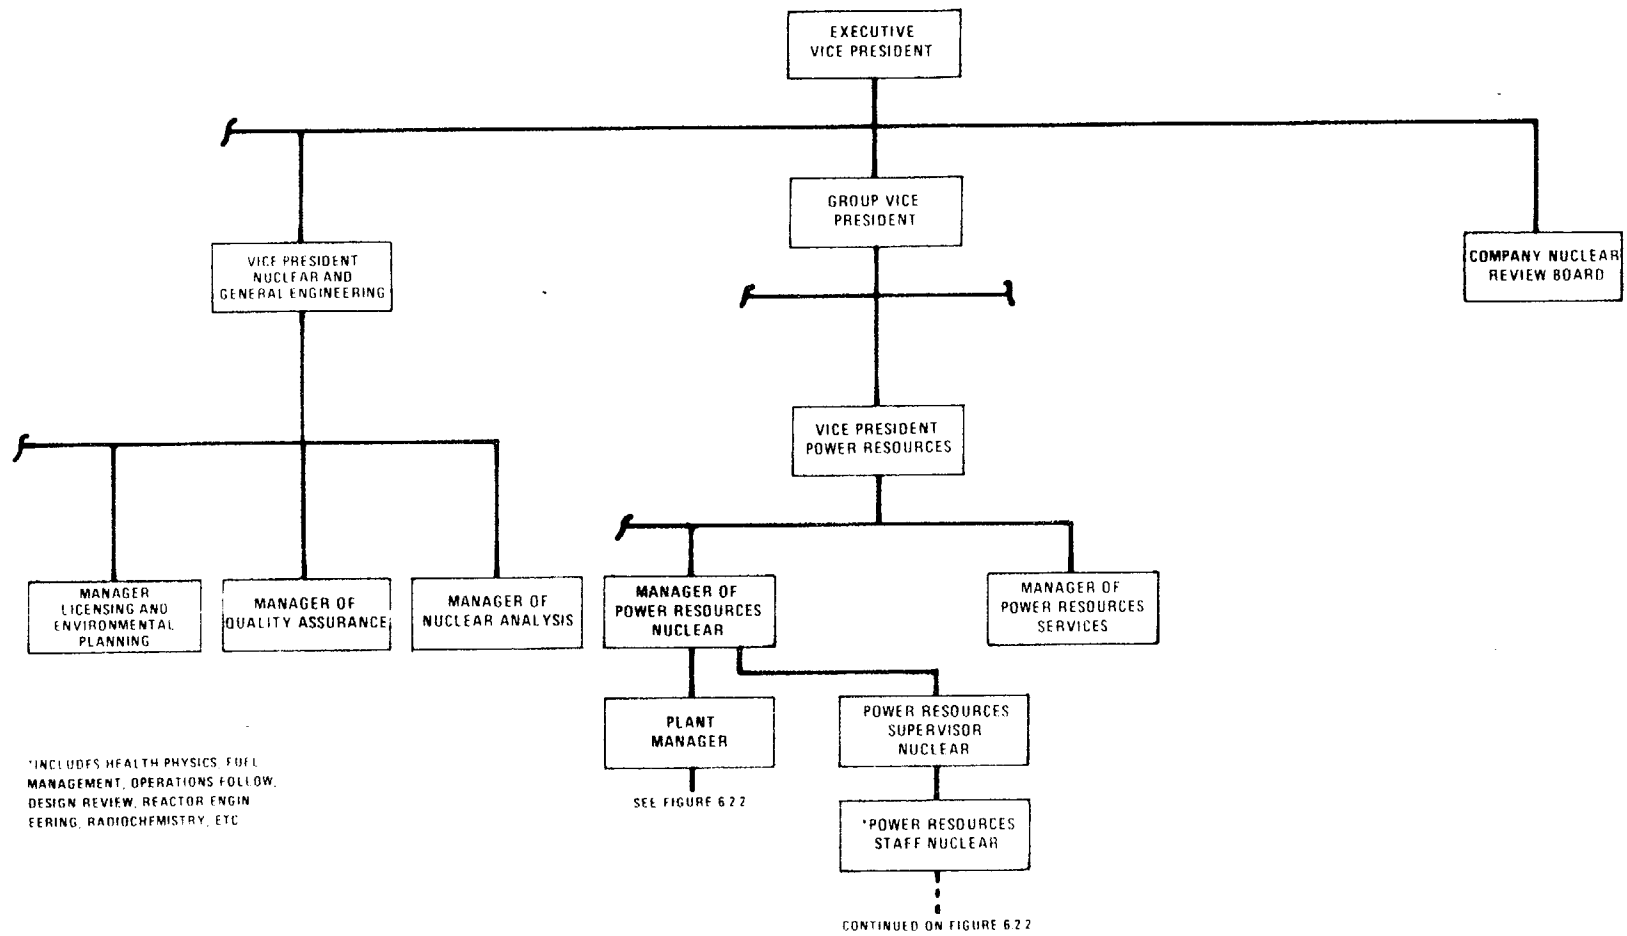 EXECUTIVE
VICE PRESIDENT
GROUP VICE
PRESIDENT
VICE PRESIDENT
NUCLEAR AND
GENERAL ENGINEERING
COMPANY NUCLEAR
REVIEW BOARD
VICE PRESIDENT
POWER RESOURCES
MANAGER
LICENSING AND
ENVIRONMENTAL
PLANNING
MANAGER OF
QUALITY ASSURANCE
MANAGER OF
NUCLEAR ANALYSIS
MANAGER OF
POWER RESOURCES
NUCLEAR
MANAGER OF
POWER RESOURCES
SERVICES
PLANT
MANAGER
SEE FIGURE 6.2.2
POWER RESOURCES
SUPERVISOR
NUCLEAR
*POWER RESOURCES
STAFF NUCLEAR
CONTINUED ON FIGURE 6.2.2
*INCLUDES HEALTH PHYSICS, FUEL
MANAGEMENT, OPERATIONS FOLLOW,
DESIGN REVIEW, REACTOR ENGIN
EERING, RADIOCHEMISTRY, ETC